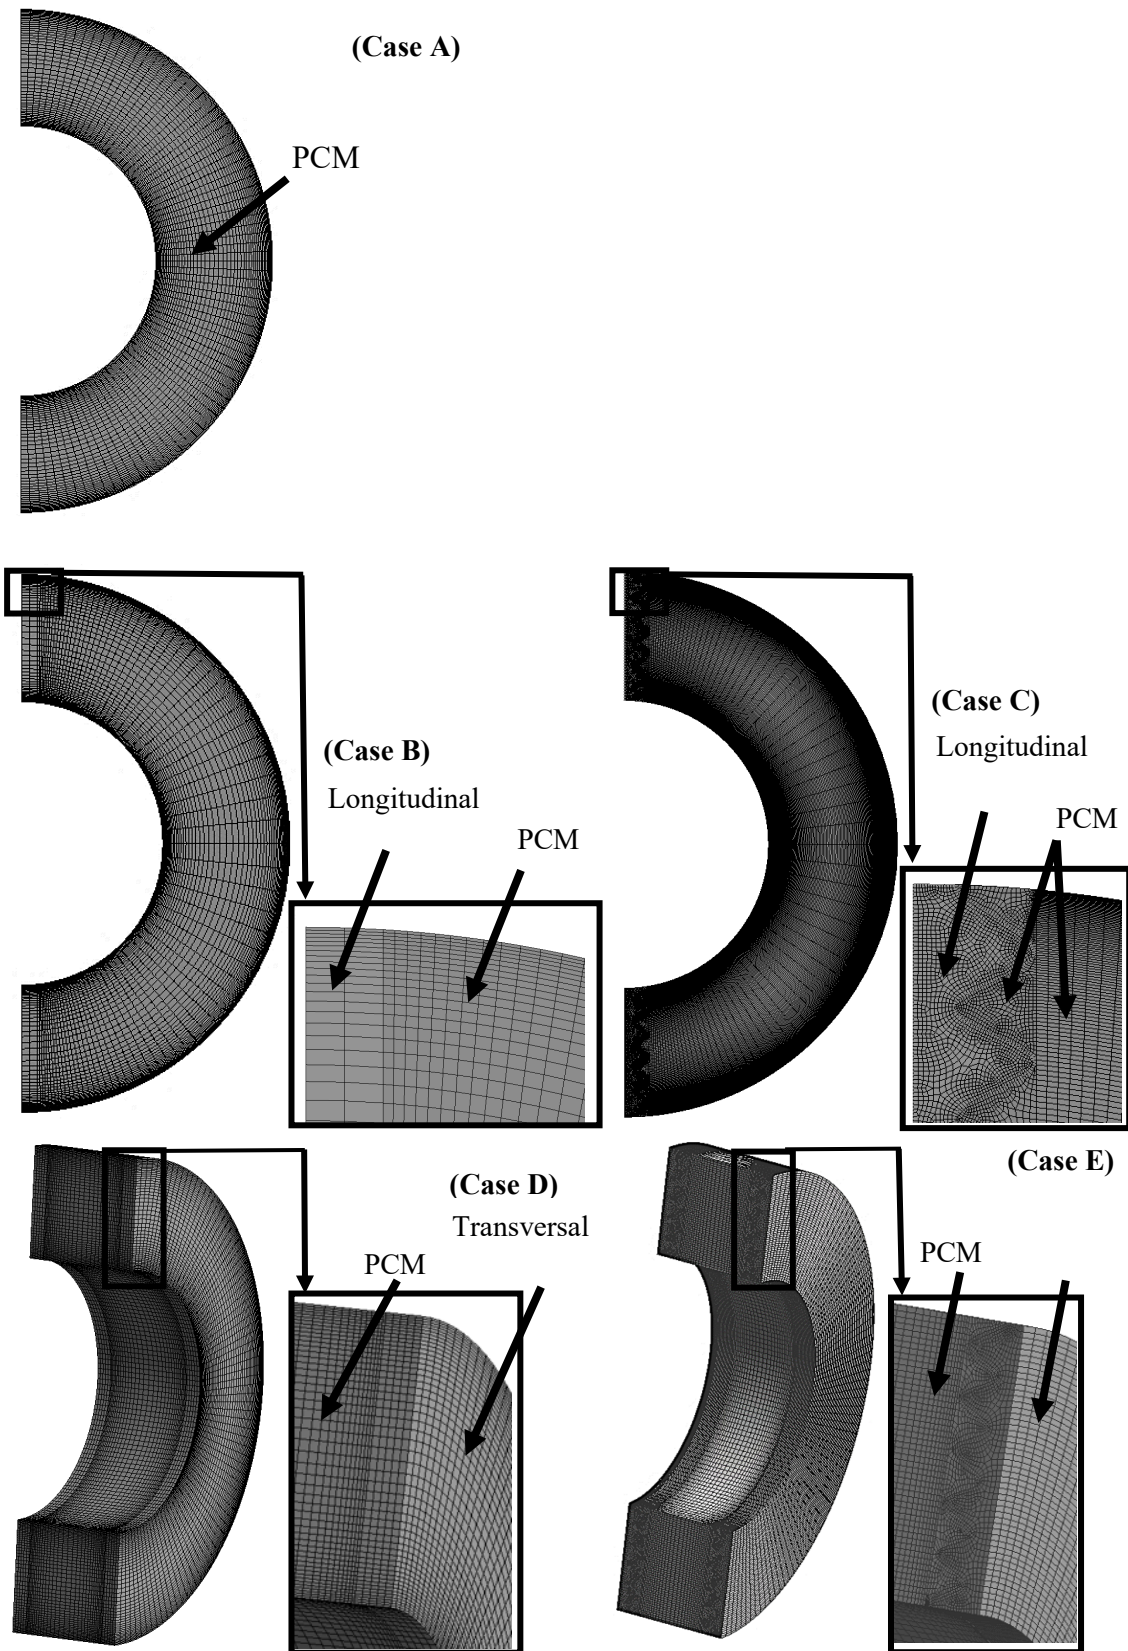 (Case A)
PCM
(Case B)
Longitudinal
PCM
(Case C)
Longitudinal
PCM
(Case D)
Transversal
PCM
(Case E)
PCM